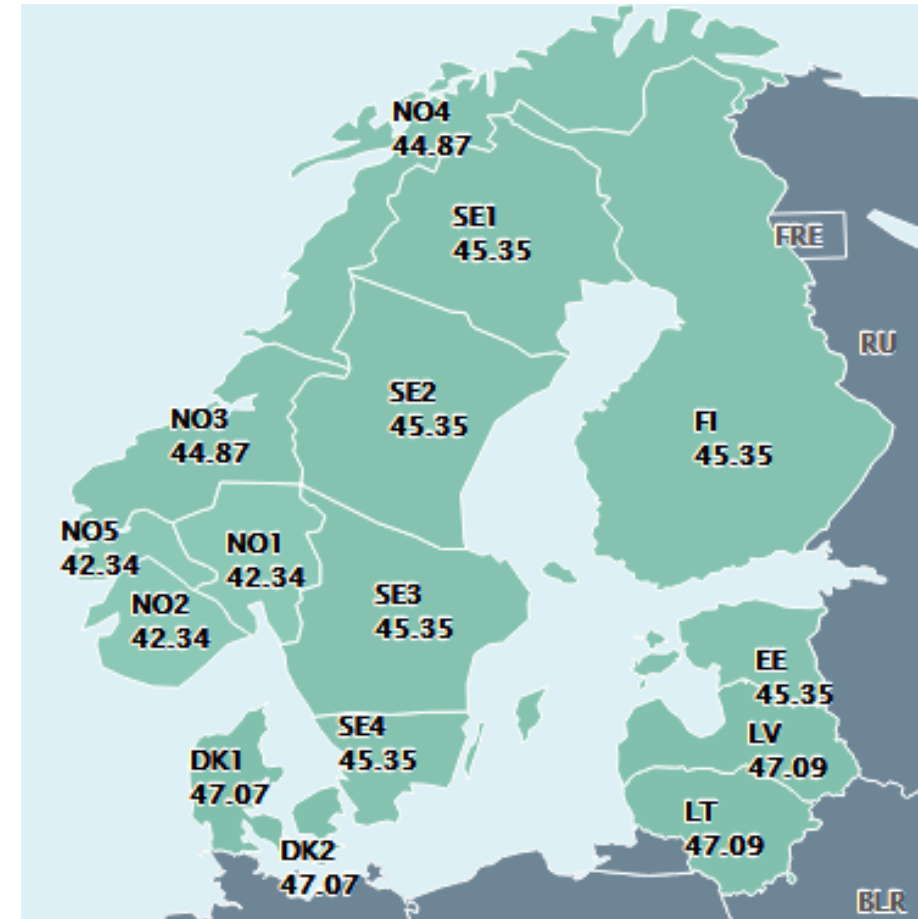 NO4
44.87
SE1
45.35
FRE
RU
SE2
45.35
NO3
44.87
FI
45.35
NO5
42.34
NO1
42.34
NO2
42.34
SE3
45.35
EE
45.35
SE4
45.35
LV
47.09
DK1
47.07
LT
47.09
DK2
47.07
BLR